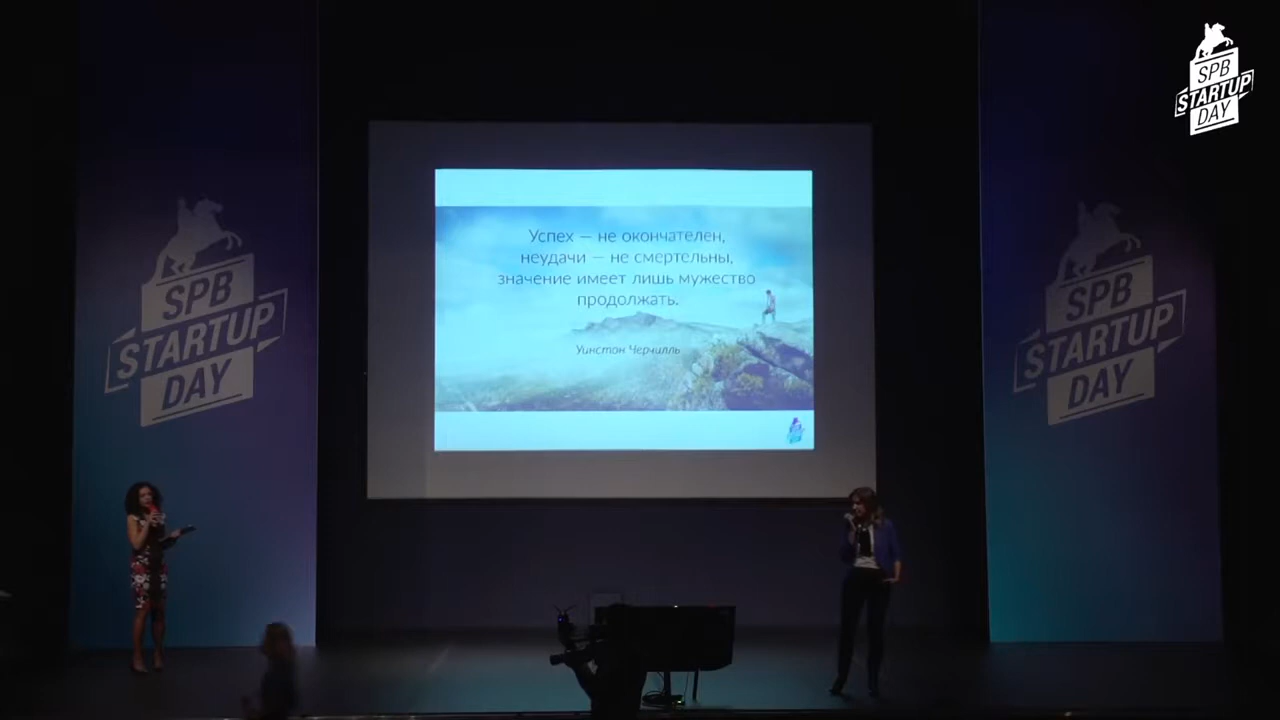 SPB
STARTUP
DAY
Успех — не окончателен,
неудачи — не смертельны,
значение имеет лишь мужество
продолжать.
Уинстон Черчилль
SPB
STARTUP
DAY
SPB
STARTUP
DAY